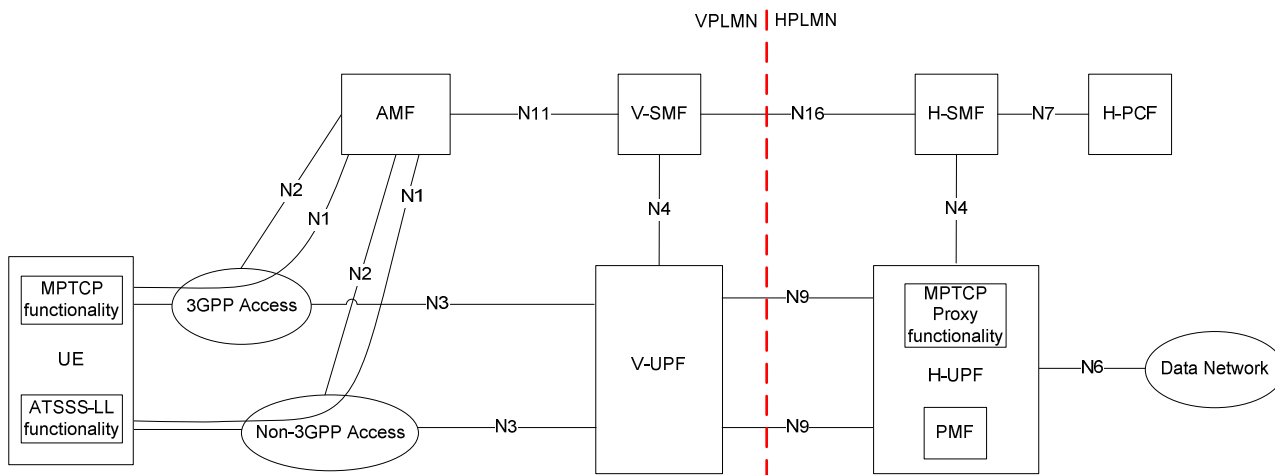 VPLMN HPLMN
AMF
N11
V-SMF
N16
H-SMF
N7
H-PCF
N2
N1
N1
N2
N4
N4
MPTCP
functionality
3GPP Access
N3
N9
MPTCP
Proxy
functionality
UE
V-UPF
H-UPF
N6
Data Network
ATSSS-LL
functionality
Non-3GPP Access
N3
N9
PMF